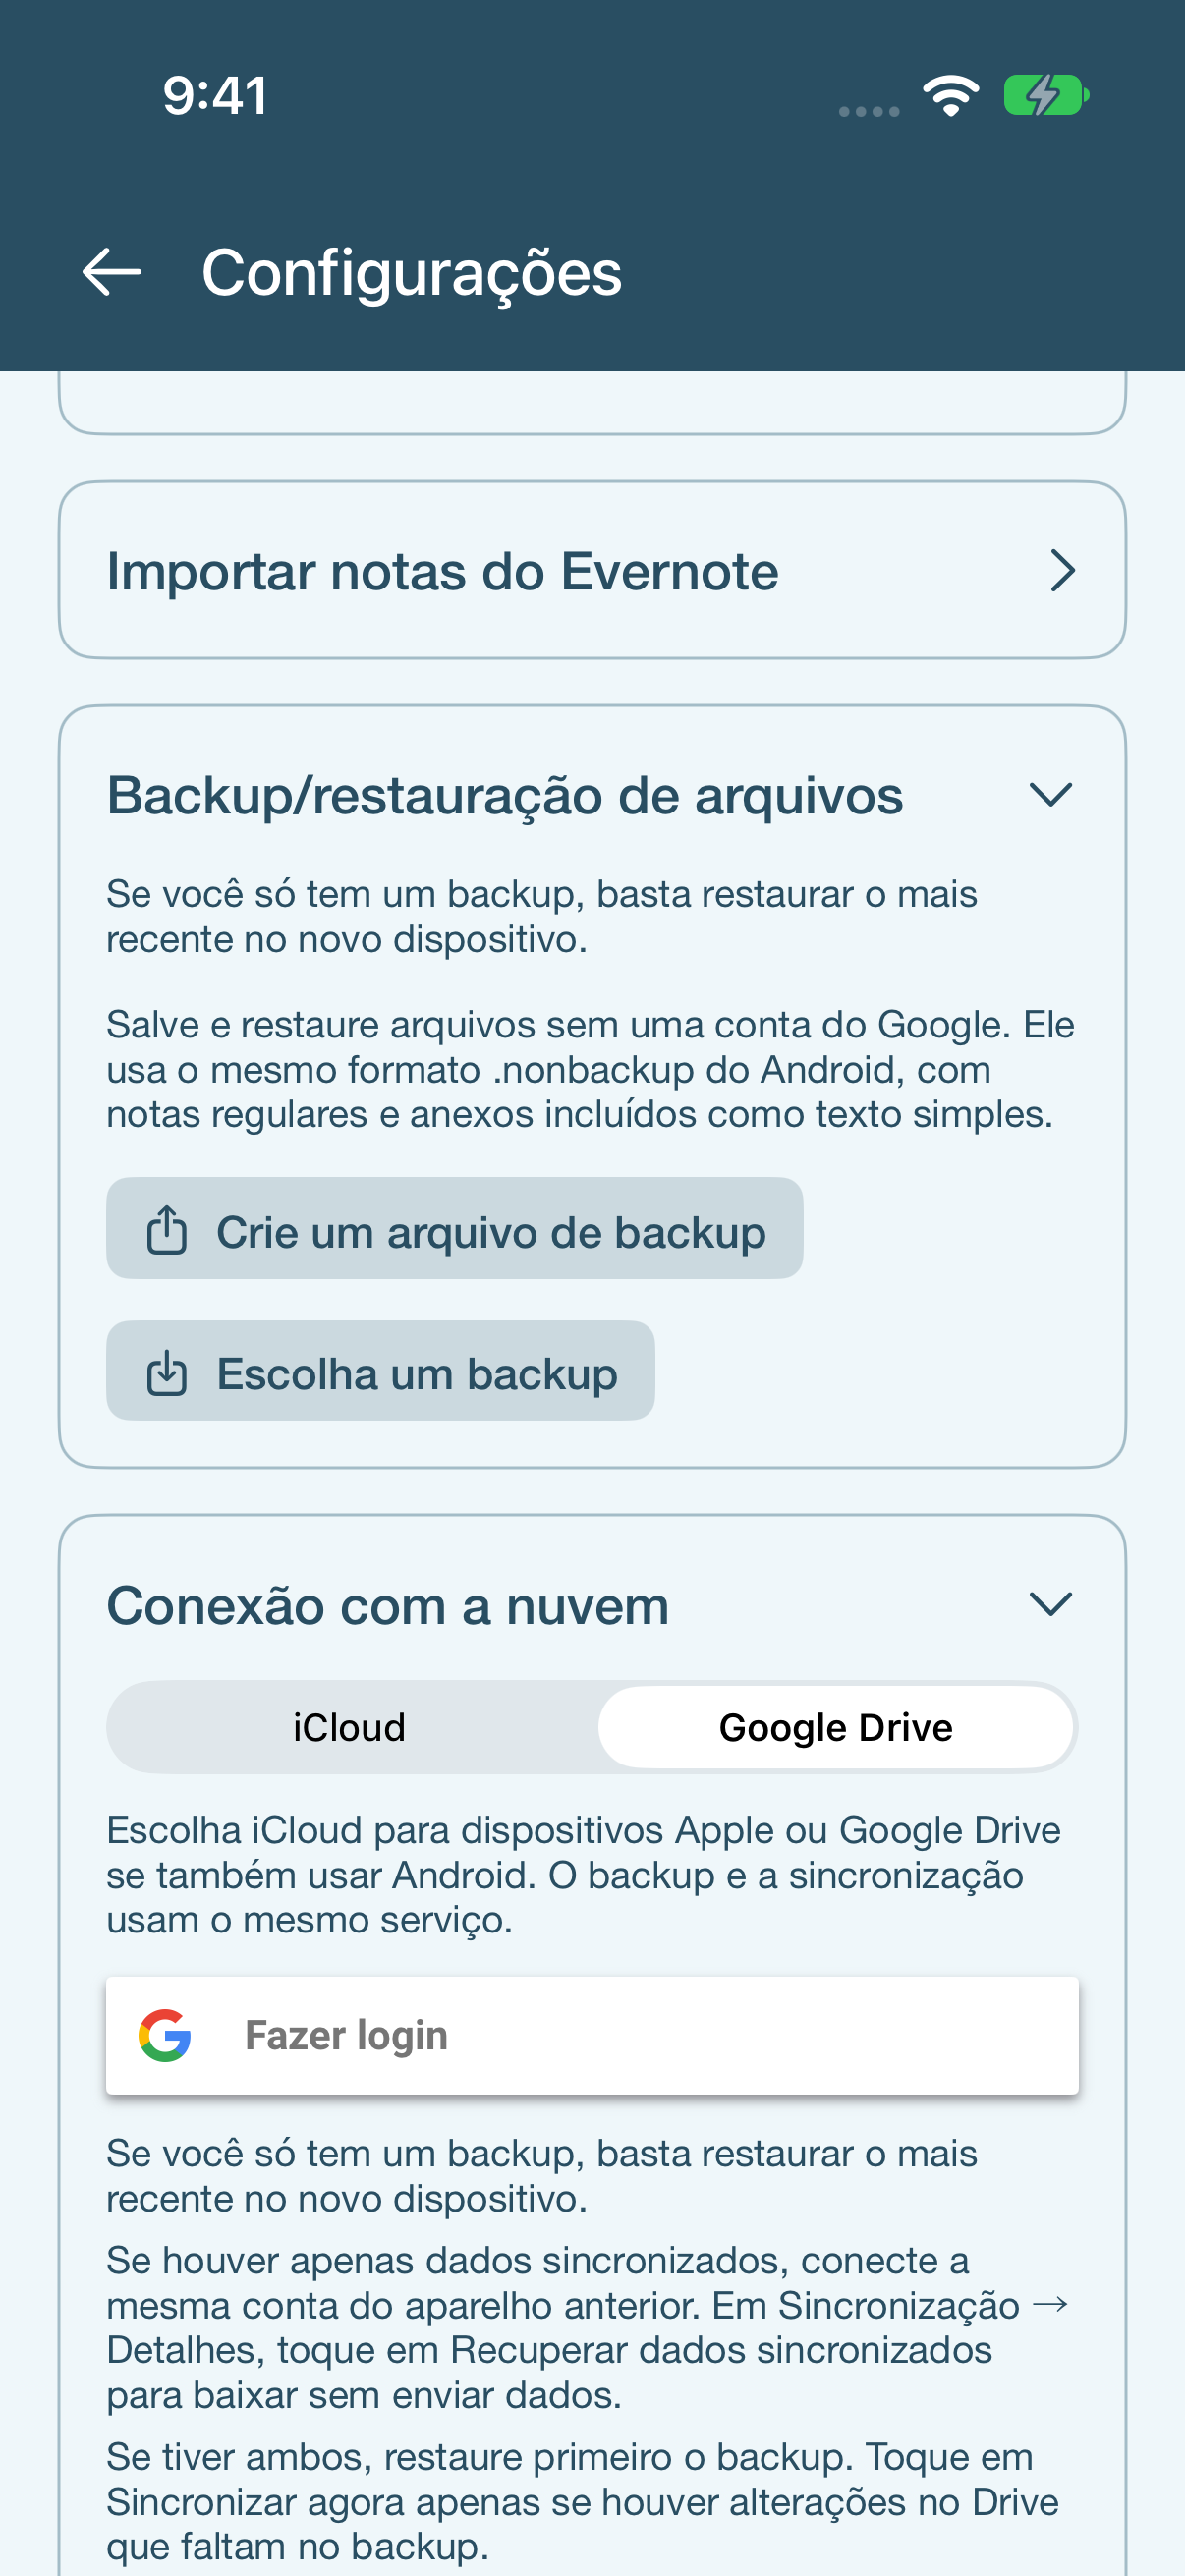 9:41
Configurações
Importar notas do Evernote
Backup/restauração de arquivos
Se você só tem um backup, basta restaurar o mais
recente no novo dispositivo.
Salve e restaure arquivos sem uma conta do Google. Ele
usa o mesmo formato .nonbackup do Android, com
notas regulares e anexos incluídos como texto simples.
Crie um arquivo de backup
Escolha um backup
Conexão com a nuvem
iCloud
Google Drive
Escolha iCloud para dispositivos Apple ou Google Drive
se também usar Android. O backup e a sincronização
usam o mesmo serviço.
Fazer login
Se você só tem um backup, basta restaurar o mais
recente no novo dispositivo.
Se houver apenas dados sincronizados, conecte a
mesma conta do aparelho anterior. Em Sincronização →
Detalhes, toque em Recuperar dados sincronizados
para baixar sem enviar dados.
Se tiver ambos, restaure primeiro o backup. Toque em
Sincronizar agora apenas se houver alterações no Drive
que faltam no backup.